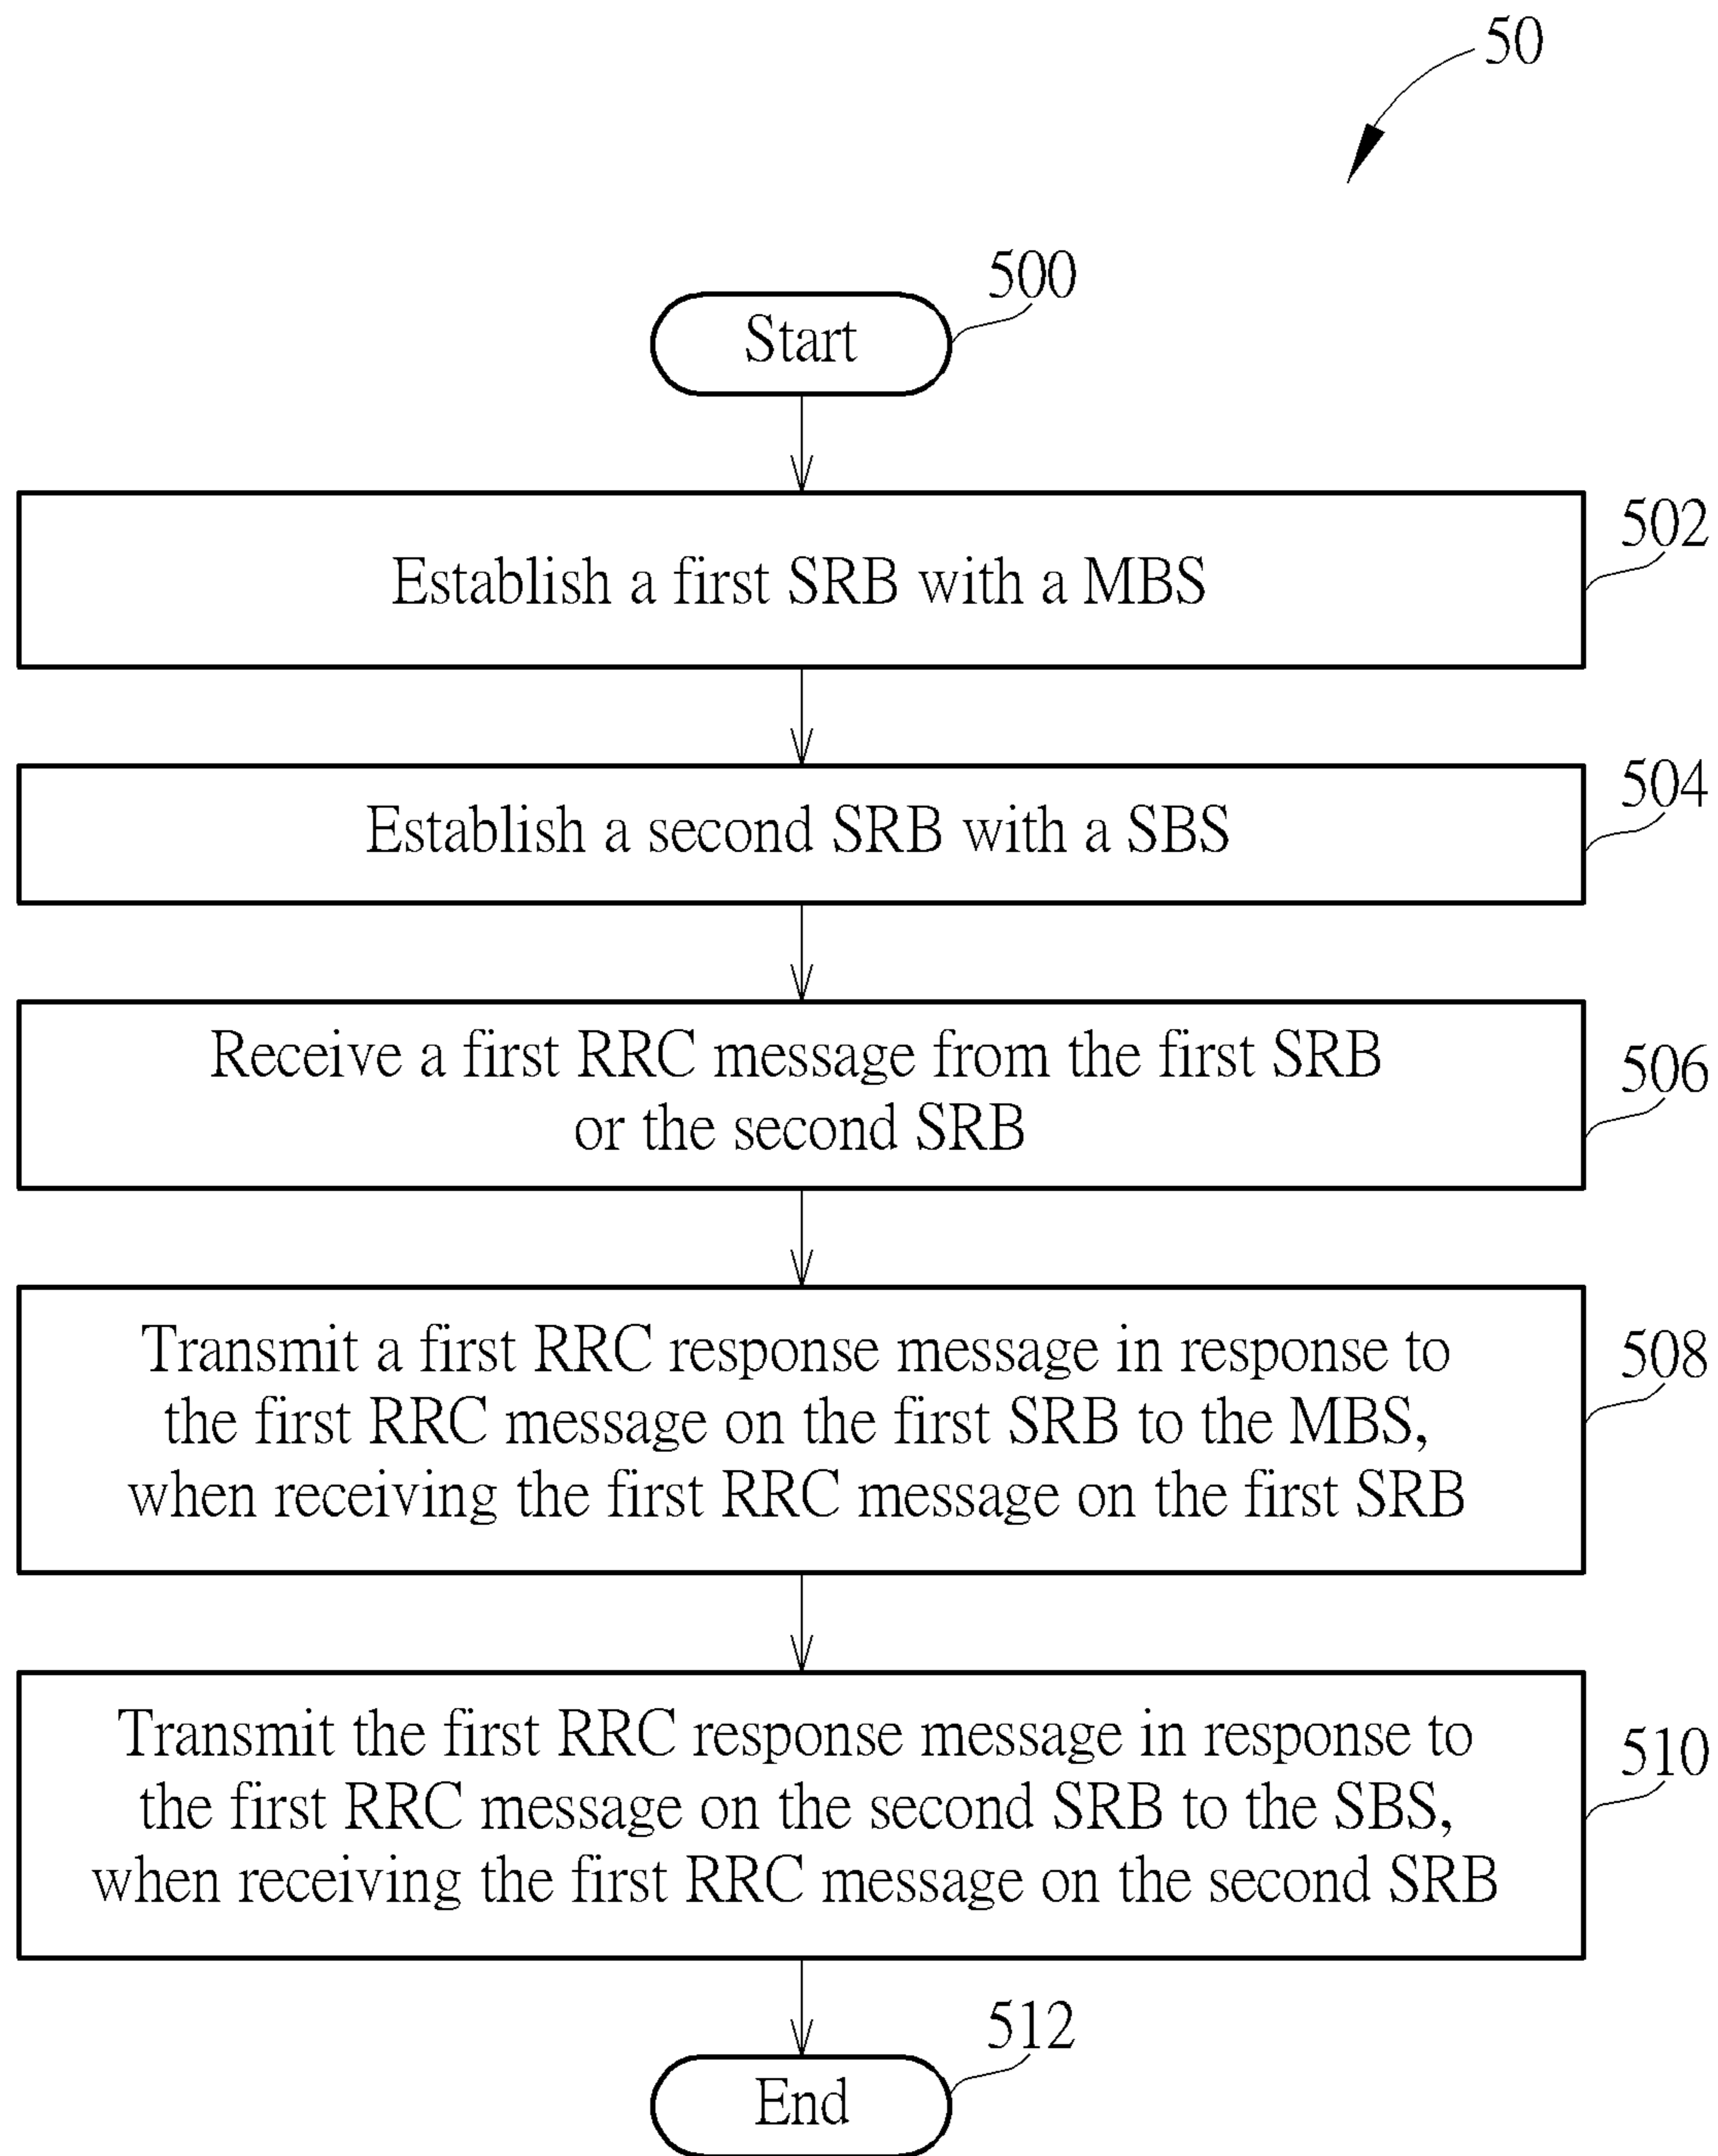 50
500
Start
502
Establish a first SRB with a MBS
504
Establish a second SRB with a SBS
506
Receive a first RRC message from the first SRB
or the second SRB
508
Transmit a first RRC response message in response to
the first RRC message on the first SRB to the MBS,
when receiving the first RRC message on the first SRB
510
Transmit the first RRC response message in response to
the first RRC message on the second SRB to the SBS,
when receiving the first RRC message on the second SRB
512
End